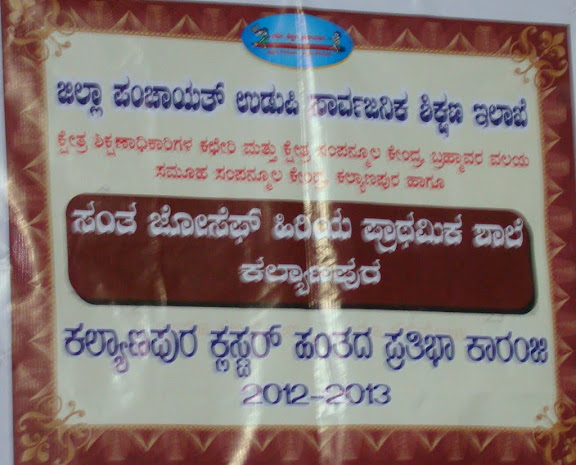 ಜಿಲ್ಲಾ ಪಂಚಾಯತ್ ಉಡುಪಿ ಸಾರ್ವಜನಿಕ ಶಿಕ್ಷಣ ಇಲಾಖೆ
ಕ್ಷೇತ್ರ ಶಿಕ್ಷಣಾಧಿಕಾರಿಗಳ ಕಛೇರಿ ಮತ್ತು ಕ್ಷೇತ್ರ ಸಂಪನ್ಮೂಲ ಕೇಂದ್ರ, ಬ್ರಹ್ಮಾವರ ವಲಯ
ಸಮೂಹ ಸಂಪನ್ಮೂಲ ಕೇಂದ್ರ, ಕಲ್ಯಾಣಪುರ ಹಾಗೂ
ಸಂತ ಜೋಸೆಫ್ ಹಿರಿಯ ಪ್ರಾಥಮಿಕ ಶಾಲೆ
ಕಲ್ಯಾಣಪುರ
ಕಲ್ಯಾಣಪುರ ಕ್ಲಸ್ಟರ್ ಹಂತದ ಪ್ರತಿಭಾ ಕಾರಂಜಿ
2012-2013